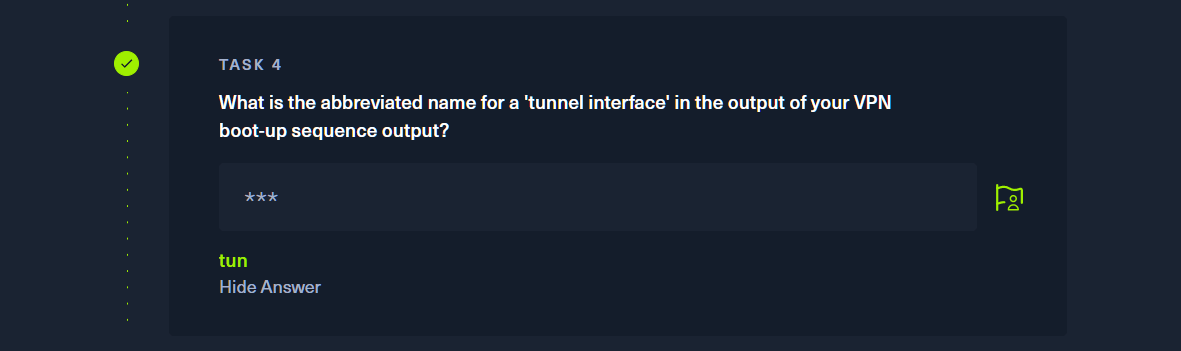 TASK 4
What is the abbreviated name for a 'tunnel interface' in the output of your VPN
boot-up sequence output?
***
tun
Hide Answer